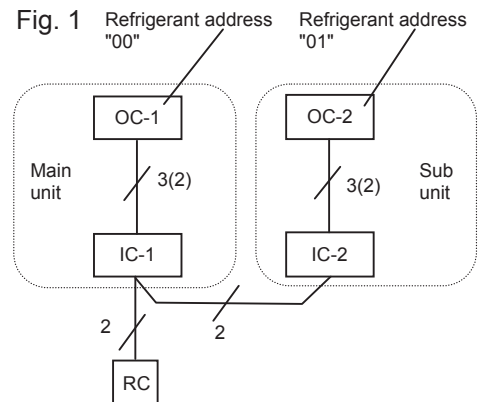 Fig. 1
Refrigerant address
"00"
Refrigerant address
"01"
OC-1
OC-2
Main
unit
3(2)
3(2)
Sub
unit
IC-1
IC-2
2
2
RC